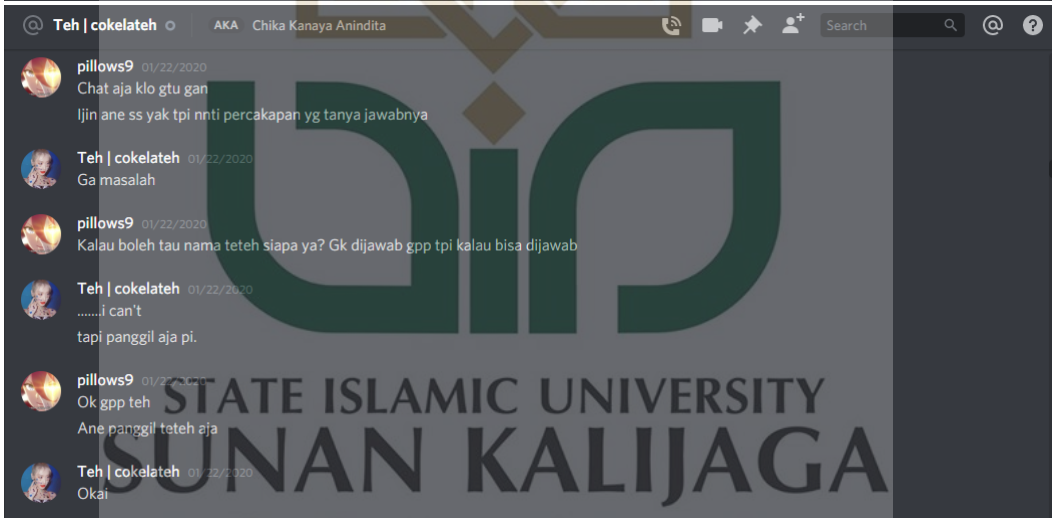 @ Teh | cokelateh AKA Chika Kanaya Anindita Search @ ?
pillows9 01/22/2020
Chat aja klo gtu gan
Ijin ane ss yak tpi nnti percakapan yg tanya jawabnya
Teh | cokelateh 01/22/2020
Ga masalah
pillows9 01/22/2020
Kalau boleh tau nama teteh siapa ya? Gk dijawab gpp tpi kalau bisa dijawab
Teh | cokelateh 01/22/2020
.......i can't
tapi panggil aja pi.
pillows9 01/22/2020
Ok gpp teh
Ane panggil teteh aja
Teh | cokelateh 01/22/2020
Okai
STATE ISLAMIC UNIVERSITY
SUNAN KALIJAGA